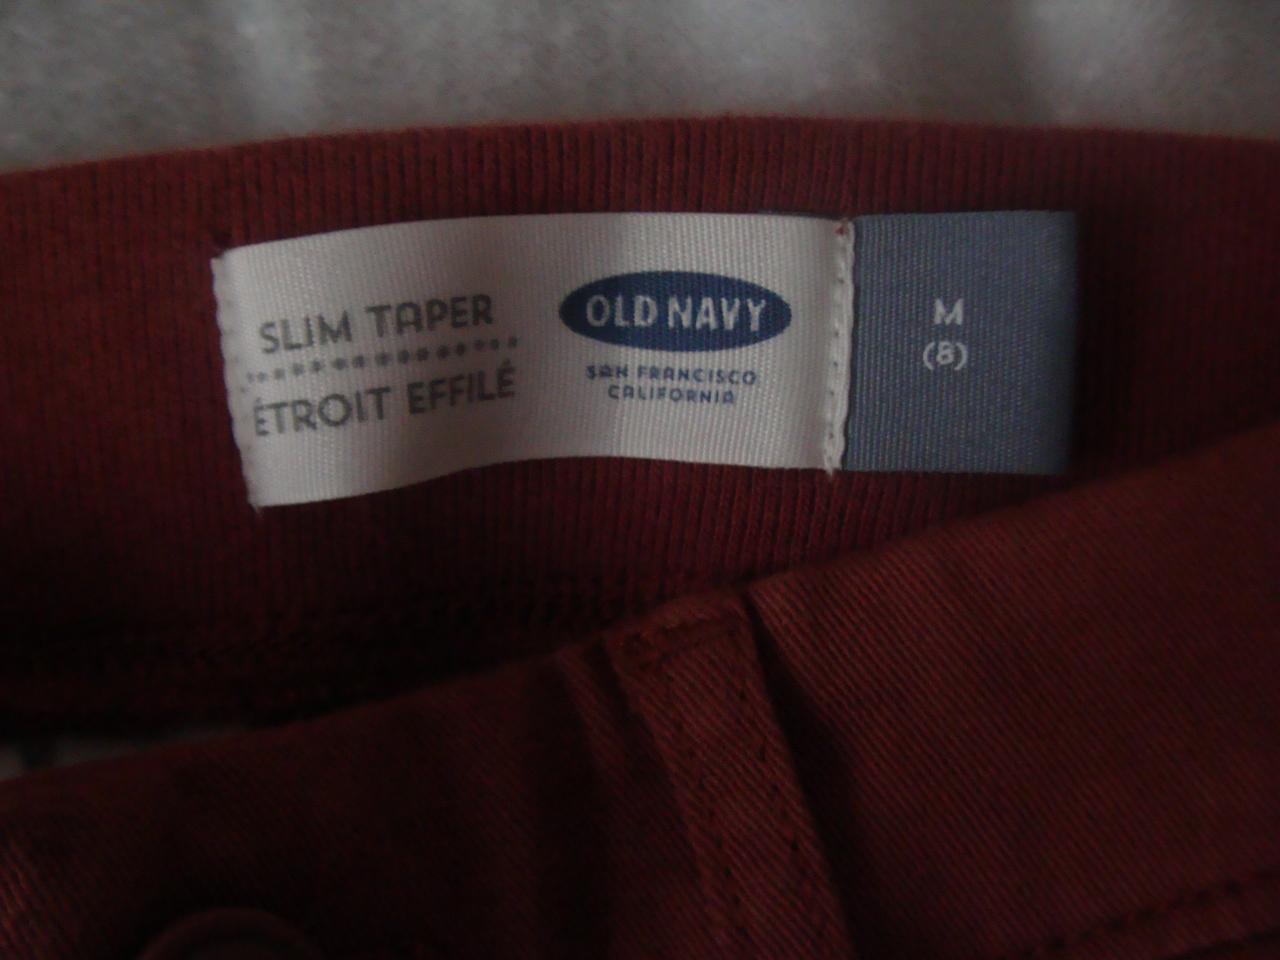 SLIM TAPER
ÉTROIT EFFILÉ
OLD NAVY
SAN FRANCISCO
CALIFORNIA
M
(8)